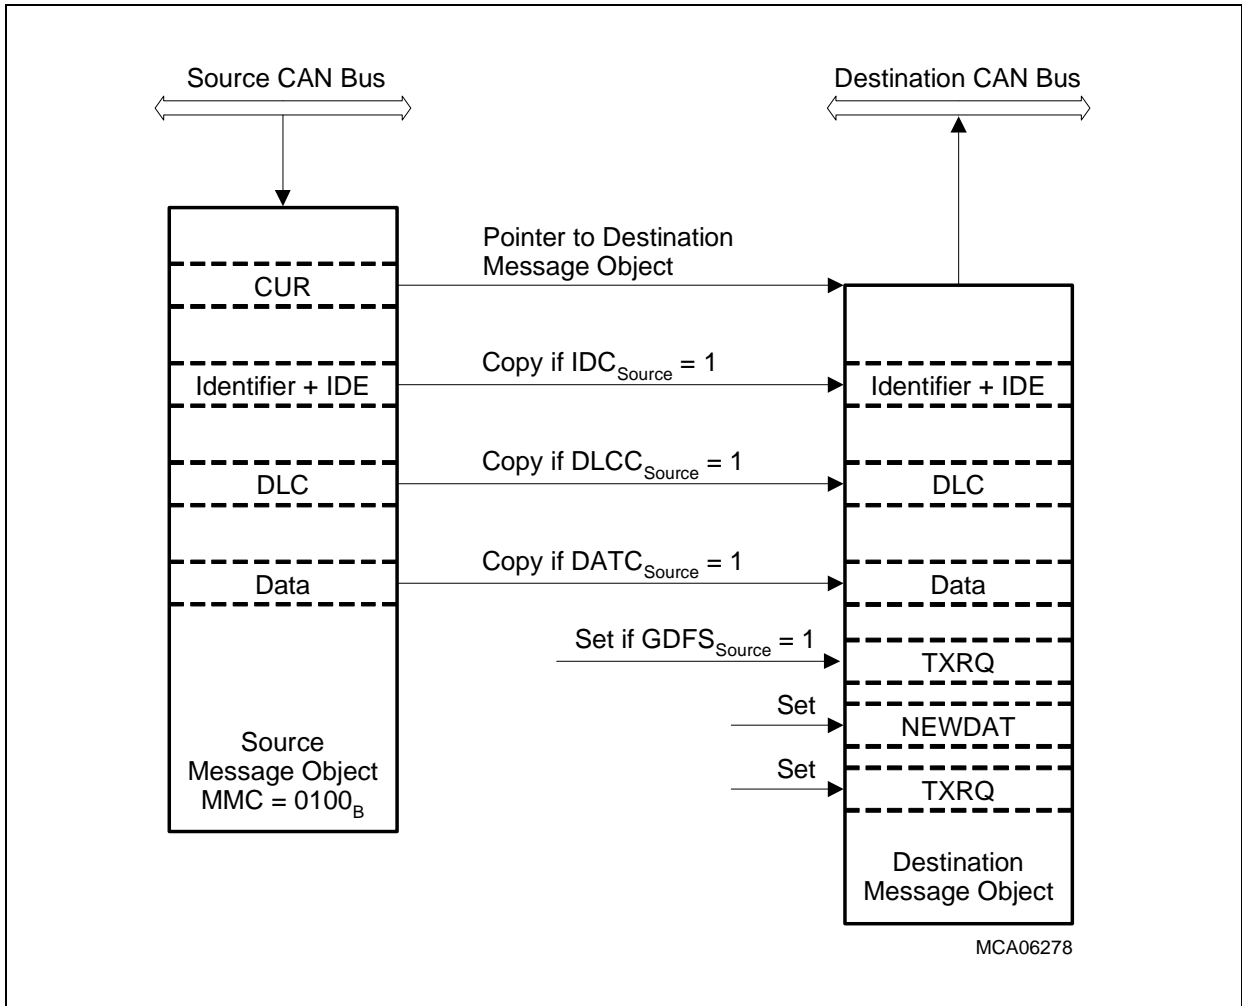 Source CAN Bus
Destination CAN Bus
Pointer to Destination
Message Object
CUR
Copy if IDC_Source = 1
Identifier + IDE
Identifier + IDE
Copy if DLCC_Source = 1
DLC
DLC
Copy if DATC_Source = 1
Data
Data
Set if GDFS_Source = 1
TXRQ
Set
NEWDAT
Set
TXRQ
Source
Message Object
MMC = 0100_B
Destination
Message Object
MCA06278